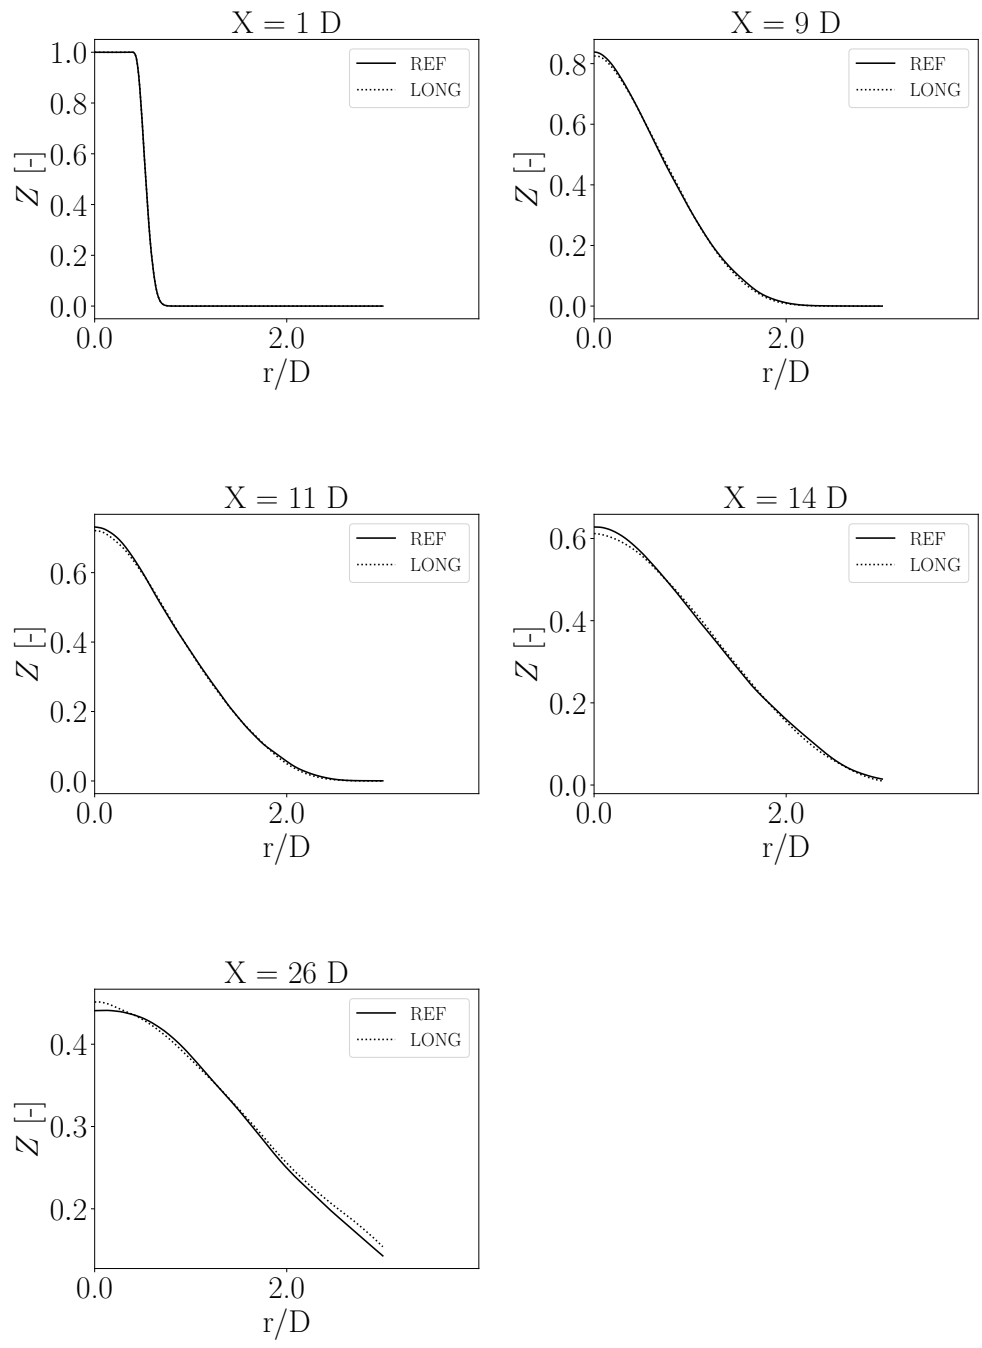 X = 1 D
1.0
0.8
0.6
0.4
0.2
0.0
Z [-]
REF
LONG
0.0 2.0
r/D
X = 9 D
0.8
0.6
0.4
0.2
0.0
Z [-]
REF
LONG
0.0 2.0
r/D
X = 11 D
0.6
0.4
0.2
0.0
Z [-]
REF
LONG
0.0 2.0
r/D
X = 14 D
0.6
0.4
0.2
0.0
Z [-]
REF
LONG
0.0 2.0
r/D
X = 26 D
0.4
0.3
0.2
Z [-]
REF
LONG
0.0 2.0
r/D